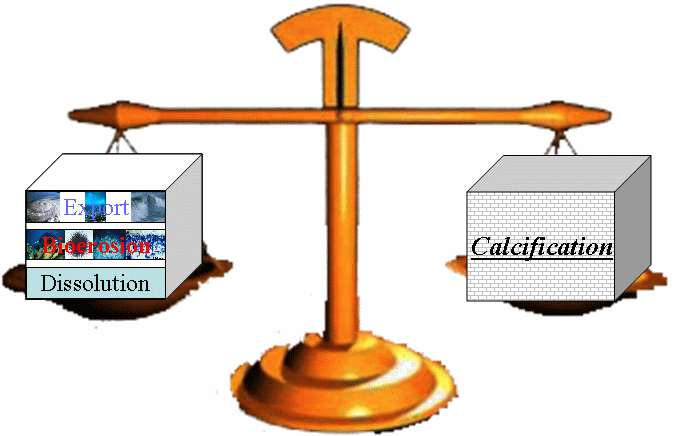 Export
Bioerosion
Dissolution
Calcification